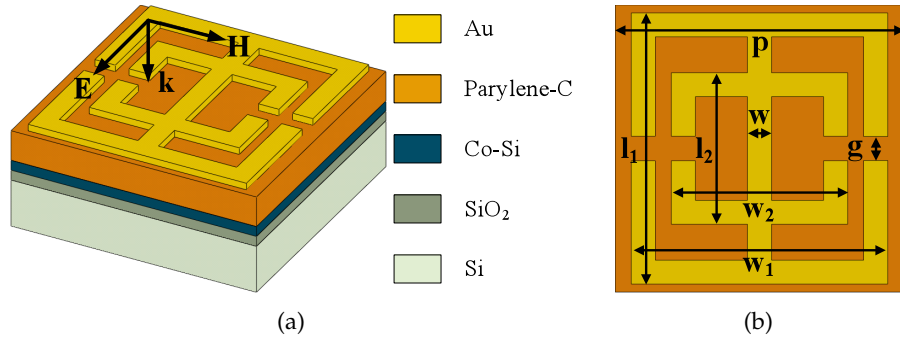 E
H
k
Au
Parylene-C
Co-Si
SiO₂
Si
(a)
p
w
l₁
l₂
g
w₂
w₁
(b)